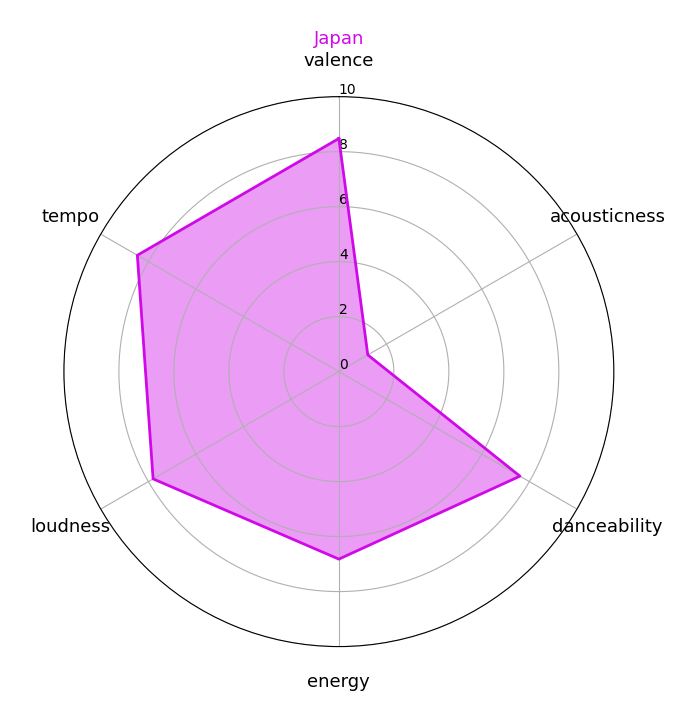 Japan
valence
10
8
6
4
2
0
tempo
acousticness
loudness
danceability
energy